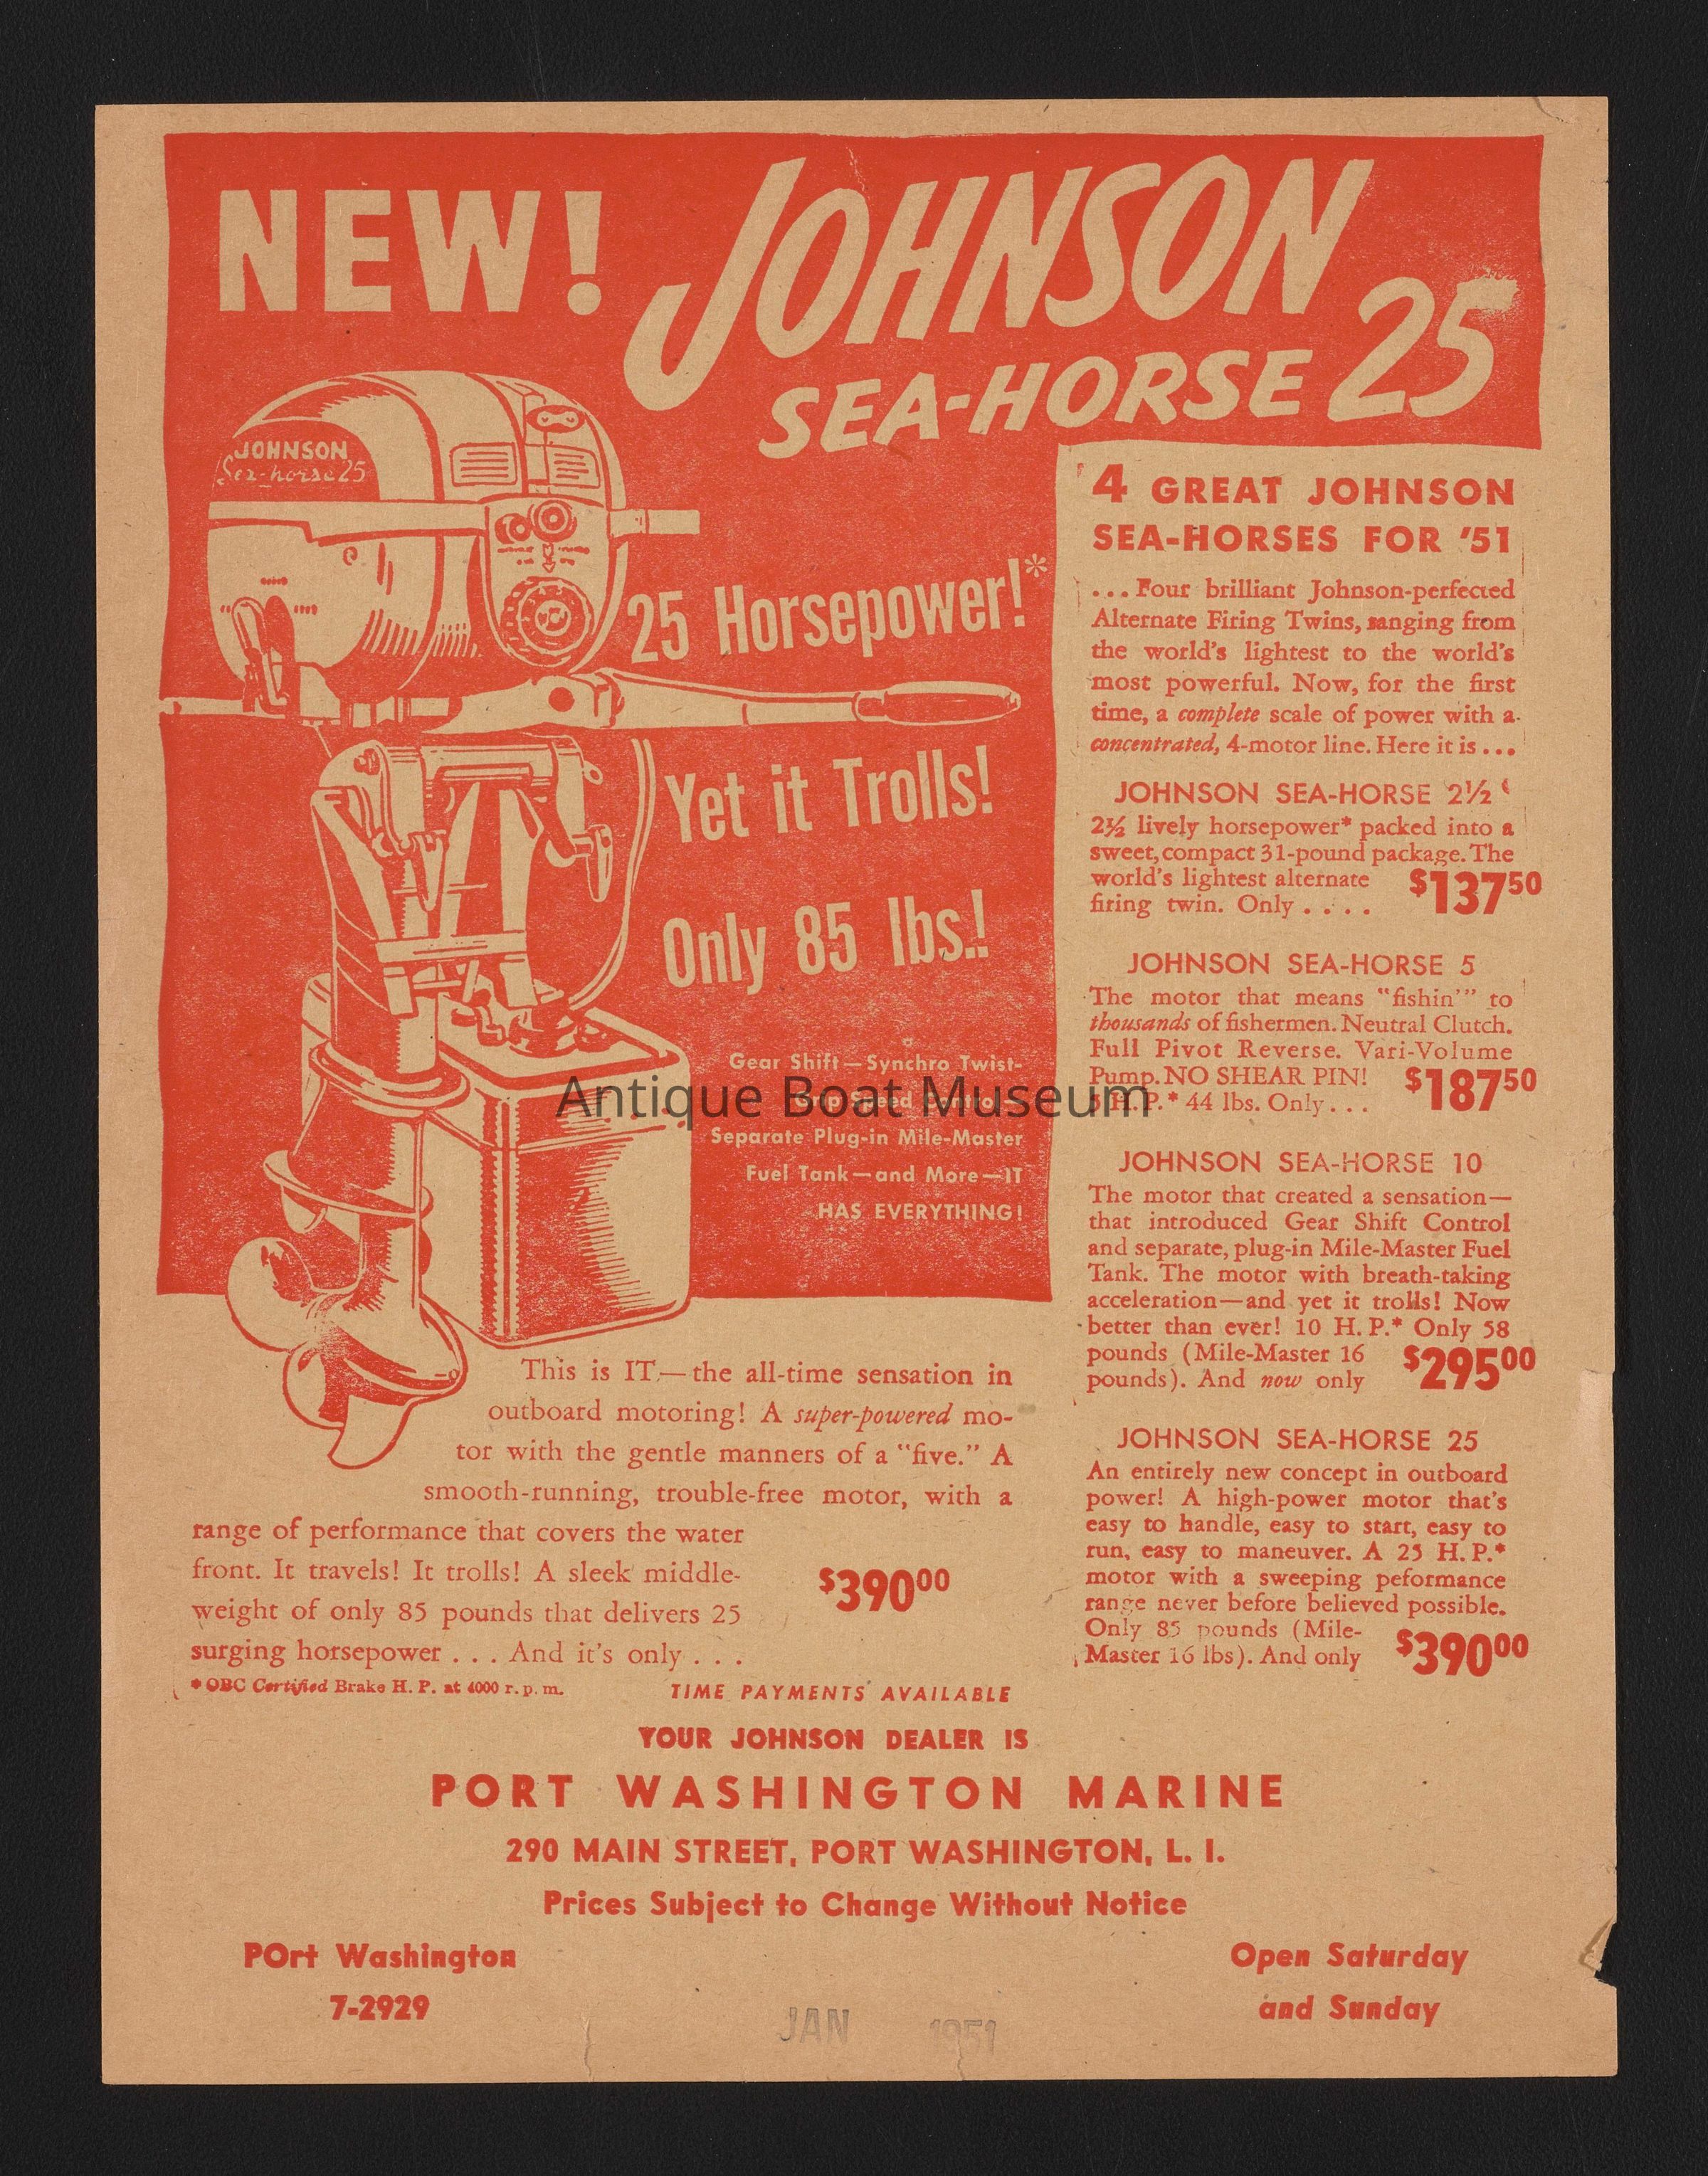 NEW! JOHNSON
SEA-HORSE 25
JOHNSON
Sea-horse 25
25 Horsepower!*
Yet it Trolls!
Only 85 lbs.!
Gear Shift—Synchro Twist-
Grip Speed Control—
Separate Plug-in Mile-Master
Fuel Tank—and More—IT
HAS EVERYTHING!
This is IT—the all-time sensation in
outboard motoring! A super-powered mo-
tor with the gentle manners of a "five." A
smooth-running, trouble-free motor, with a
range of performance that covers the water
front. It travels! It trolls! A sleek middle-
weight of only 85 pounds that delivers 25
surging horsepower . . . And it's only . . .
$39000
*OBC Certified Brake H. P. at 4000 r. p. m.
4 GREAT JOHNSON
SEA-HORSES FOR '51
. . . Four brilliant Johnson-perfected
Alternate Firing Twins, ranging from
the world's lightest to the world's
most powerful. Now, for the first
time, a complete scale of power with a
concentrated, 4-motor line. Here it is . . .
JOHNSON SEA-HORSE 2½
2½ lively horsepower* packed into a
sweet, compact 31-pound package. The
world's lightest alternate
firing twin. Only . . . .
$13750
JOHNSON SEA-HORSE 5
The motor that means "fishin'" to
thousands of fishermen. Neutral Clutch.
Full Pivot Reverse. Vari-Volume
Pump. NO SHEAR PIN!
5 H.P.* 44 lbs. Only . . .
$18750
JOHNSON SEA-HORSE 10
The motor that created a sensation—
that introduced Gear Shift Control
and separate, plug-in Mile-Master Fuel
Tank. The motor with breath-taking
acceleration—and yet it trolls! Now
better than ever! 10 H. P.* Only 58
pounds (Mile-Master 16
pounds). And now only
$29500
JOHNSON SEA-HORSE 25
An entirely new concept in outboard
power! A high-power motor that's
easy to handle, easy to start, easy to
run, easy to maneuver. A 25 H. P.*
motor with a sweeping peformance
range never before believed possible.
Only 85 pounds (Mile-
Master 16 lbs). And only
$39000
TIME PAYMENTS AVAILABLE
YOUR JOHNSON DEALER IS
PORT WASHINGTON MARINE
290 MAIN STREET, PORT WASHINGTON, L. I.
Prices Subject to Change Without Notice
POrt Washington
7-2929
Open Saturday
and Sunday
JAN 1951
Antique Boat Museum